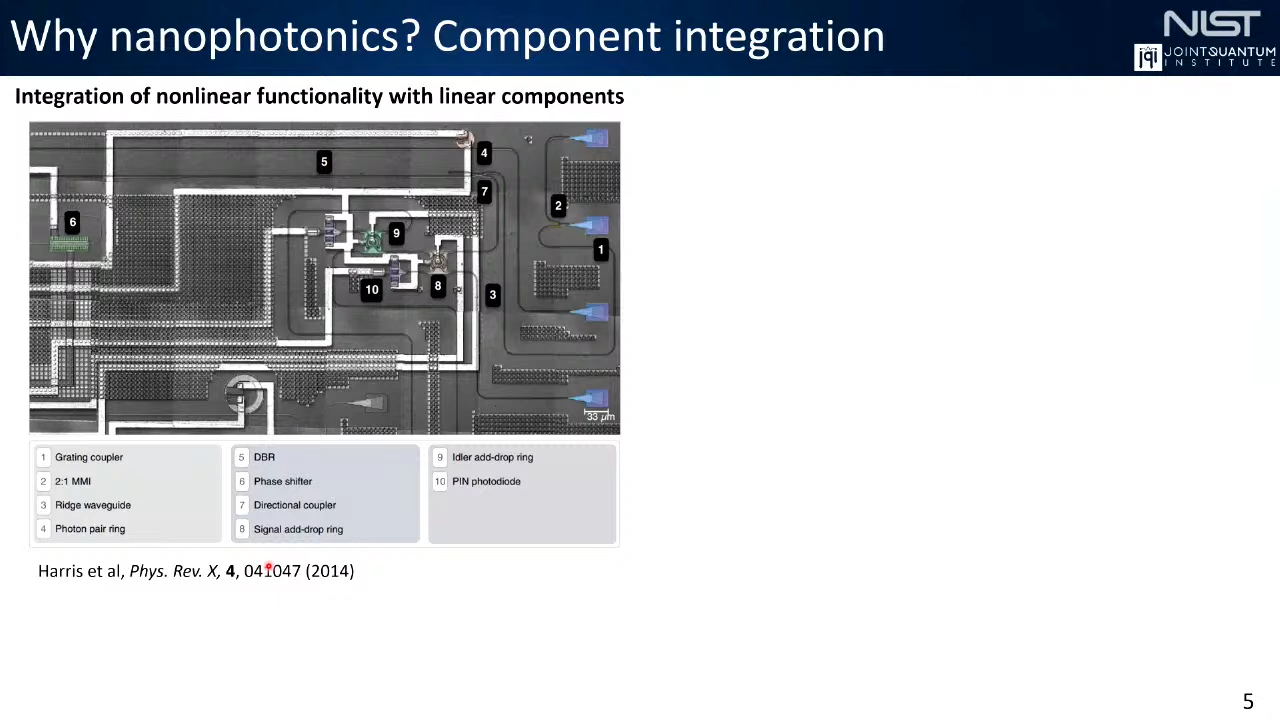 Why nanophotonics? Component integration
NIST
jqi JOINT QUANTUM
INSTITUTE
Integration of nonlinear functionality with linear components
4
5
7
2
6
9
1
10
8
3
33 μm
1 Grating coupler
2 2:1 MMI
3 Ridge waveguide
4 Photon pair ring
5 DBR
6 Phase shifter
7 Directional coupler
8 Signal add-drop ring
9 Idler add-drop ring
10 PIN photodiode
Harris et al, Phys. Rev. X, 4, 041047 (2014)
5